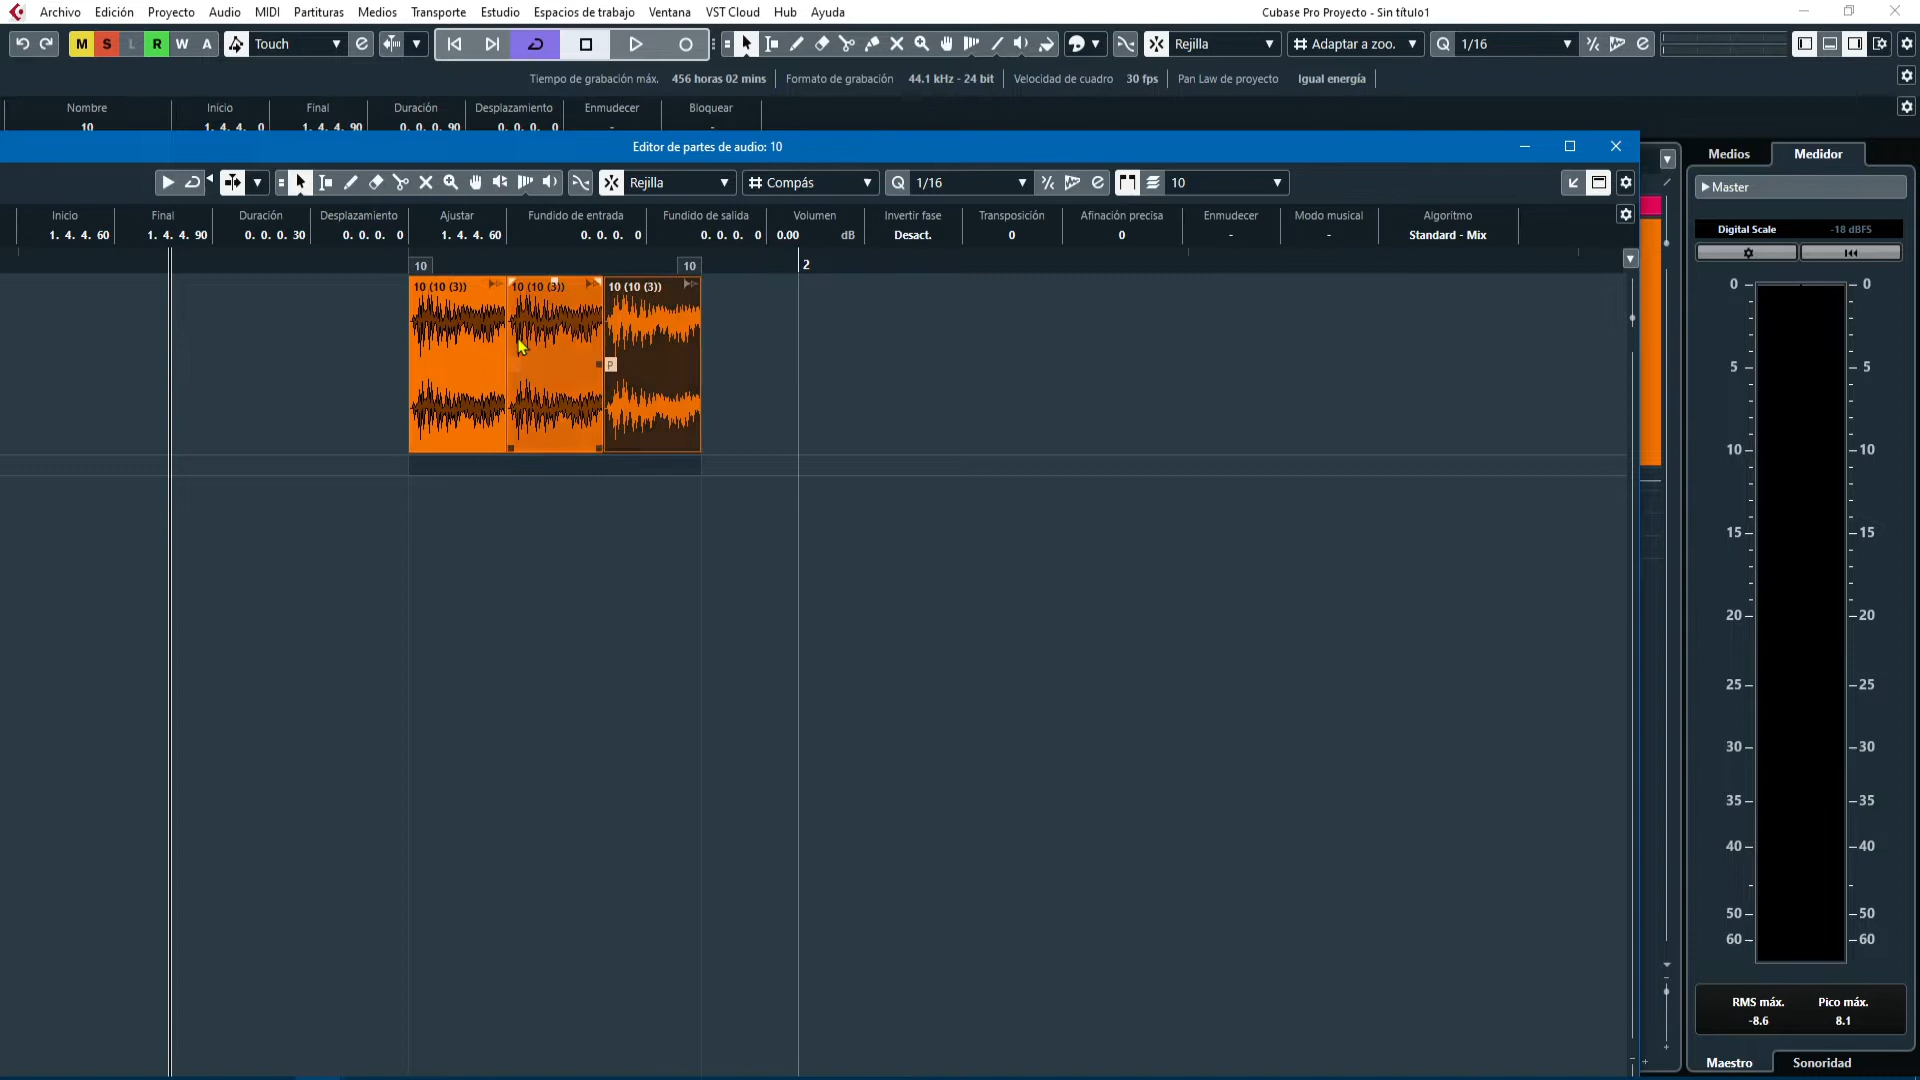 Archivo Edición Proyecto Audio MIDI Partituras Medios Transporte Estudio Espacios de trabajo Ventana VST Cloud Hub Ayuda Cubase Pro Proyecto - Sin título1
M S L R W A Touch Rejilla Adaptar a zoo. Q 1/16
Tiempo de grabación máx. 456 horas 02 mins Formato de grabación 44.1 kHz - 24 bit Velocidad de cuadro 30 fps Pan Law de proyecto Igual energía
Nombre Inicio Final Duración Desplazamiento Enmudecer Bloquear
10 1. 4. 4. 0 1. 4. 4. 90 0. 0. 0. 90 0. 0. 0. 0 - -
Editor de partes de audio: 10
Medios Medidor
Rejilla Compás Q 1/16 10
Master
Inicio Final Duración Desplazamiento Ajustar Fundido de entrada Fundido de salida Volumen Invertir fase Transposición Afinación precisa Enmudecer Modo musical Algoritmo
1. 4. 4. 60 1. 4. 4. 90 0. 0. 0. 30 0. 0. 0. 0 1. 4. 4. 60 0. 0. 0. 0 0. 0. 0. 0 0.00 dB Desact. 0 0 - - Standard - Mix
Digital Scale -18 dBFS
10 10 2
10 (10 (3)) 10 (10 (3)) 10 (10 (3))
P
0 0
5 5
10 10
15 15
20 20
25 25
30 30
35 35
40 40
50 50
60 60
RMS máx. Pico máx.
-8.6 8.1
Maestro Sonoridad